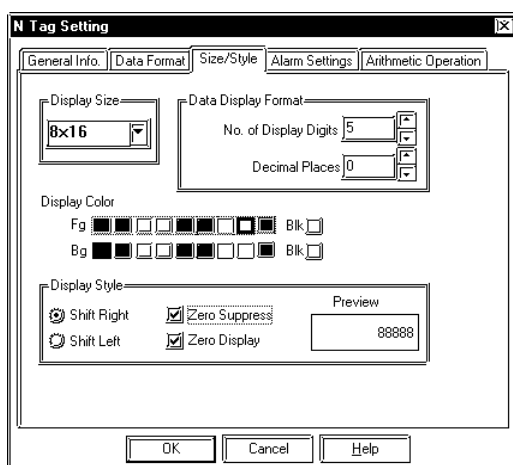 N Tag Setting
General Info. Data Format Size/Style Alarm Settings Arithmetic Operation
Display Size
8×16
Data Display Format
No. of Display Digits 5
Decimal Places 0
Display Color
Fg Blk
Bg Blk
Display Style
Shift Right Zero Suppress
Shift Left Zero Display
Preview
88888
OK Cancel Help